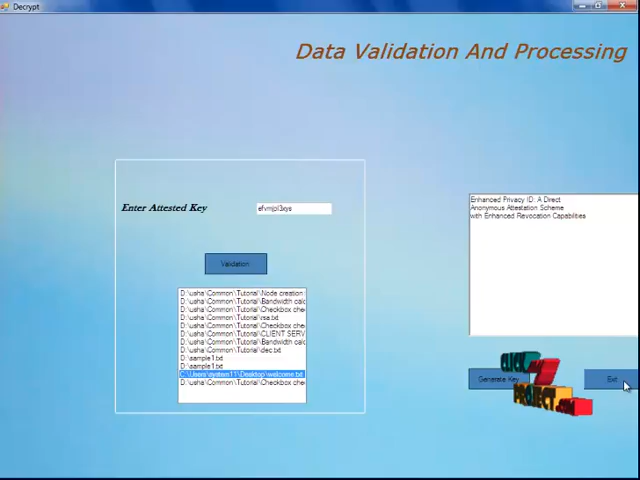 Decrypt
Data Validation And Processing
Enter Attested Key
Validation
D:\usha\Common\Tutorial\Node creation
D:\usha\Common\Tutorial\Bandwidth calc
D:\usha\Common\Tutorial\Checkbox che
D:\usha\Common\Tutorial\rsa.txt
D:\usha\Common\Tutorial\Checkbox che
D:\usha\Common\Tutorial\CLIENT SERV
D:\usha\Common\Tutorial\Bandwidth calc
D:\usha\Common\Tutorial\dec.txt
D:\sample1.txt
D:\sample1.txt
C:\Users\system11\Desktop\welcome.txt
D:\usha\Common\Tutorial\Checkbox che
Enhanced Privacy ID: A Direct
Anonymous Attestation Scheme
with Enhanced Revocation Capabilities
Generate Key
Exit
CLICK
MY
PROJECT.COM